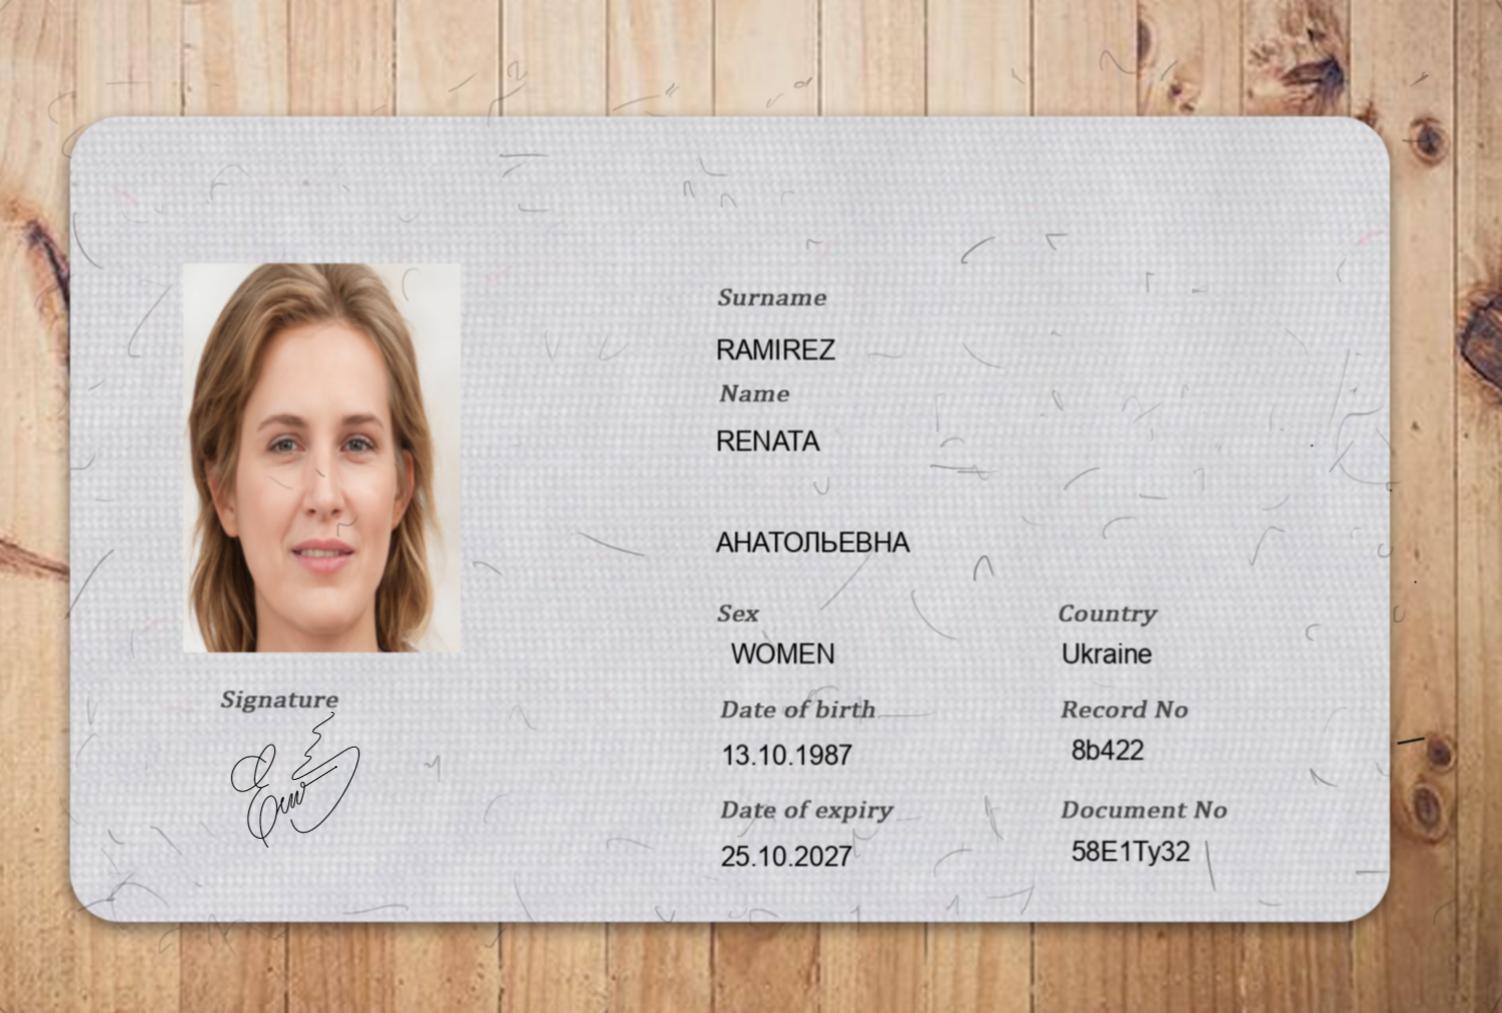 Surname
RAMIREZ
Name
RENATA
АНАТОЛЬЕВНА
Sex
WOMEN
Country
Ukraine
Date of birth
13.10.1987
Record No
8b422
Date of expiry
25.10.2027
Document No
58E1Ty32
Signature